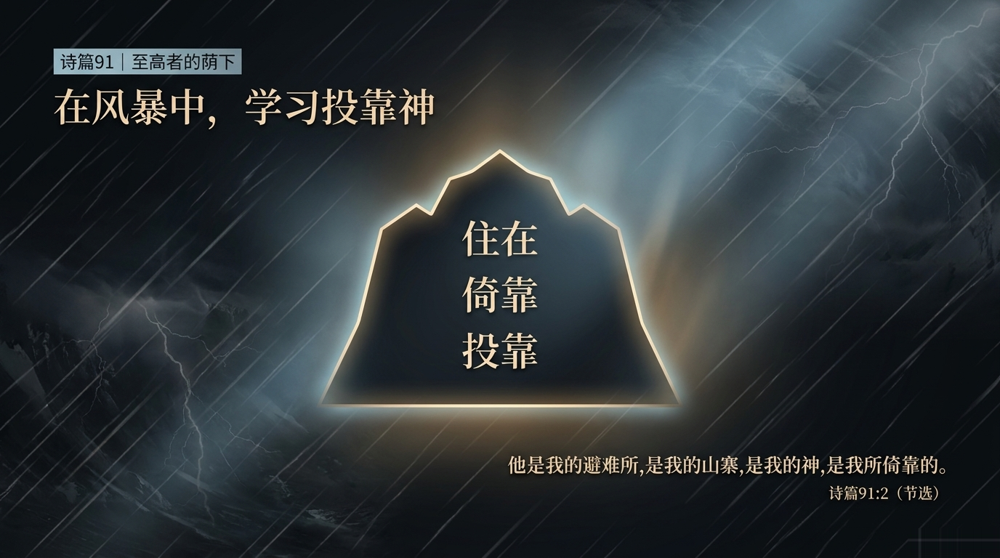 诗篇91｜至高者的荫下
在风暴中，学习投靠神
住在
倚靠
投靠
他是我的避难所,是我的山寨,是我的神,是我所倚靠的。
诗篇91:2（节选）